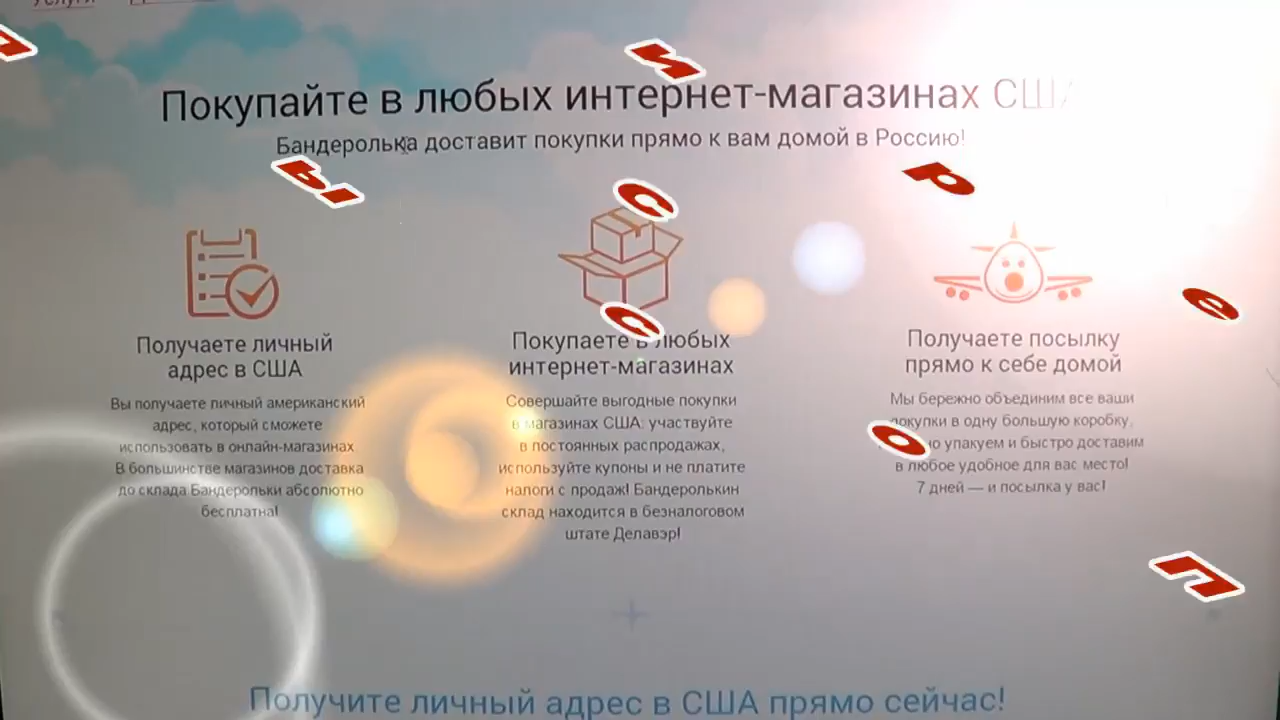 Услуги
Покупайте в любых интернет-магазинах США
Бандеролька доставит покупки прямо к вам домой в Россию!
Получаете личный
адрес в США
Вы получаете личный американский
адрес, который сможете
использовать в онлайн-магазинах
В большинстве магазинов доставка
до склада Бандерольки абсолютно
бесплатна!
Покупаете в любых
интернет-магазинах
Совершайте выгодные покупки
в магазинах США: участвуйте
в постоянных распродажах,
используйте купоны и не платите
налоги с продаж! Бандеролькин
склад находится в безналоговом
штате Делавэр!
Получаете посылку
прямо к себе домой
Мы бережно объединим все ваши
покупки в одну большую коробку,
упакуем и быстро доставим
в любое удобное для вас место!
7 дней — и посылка у вас!
Получите личный адрес в США прямо сейчас!
и
ы
с
р
с
е
о
п